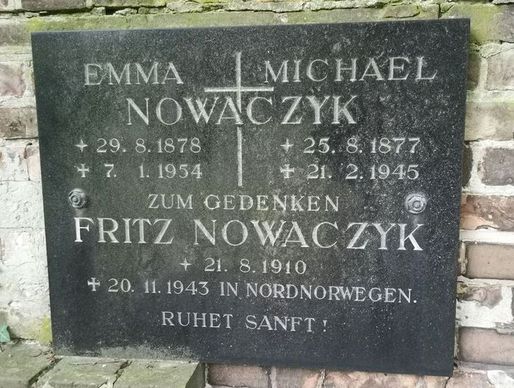 EMMA MICHAEL
NOWACZYK
+ 29.8.1878 + 25.8.1877
✝ 7. 1.1954 ✝ 21. 2.1945
ZUM GEDENKEN
FRITZ NOWACZYK
+ 21.8.1910
✝ 20.11.1943 IN NORDNORWEGEN.
RUHET SANFT!